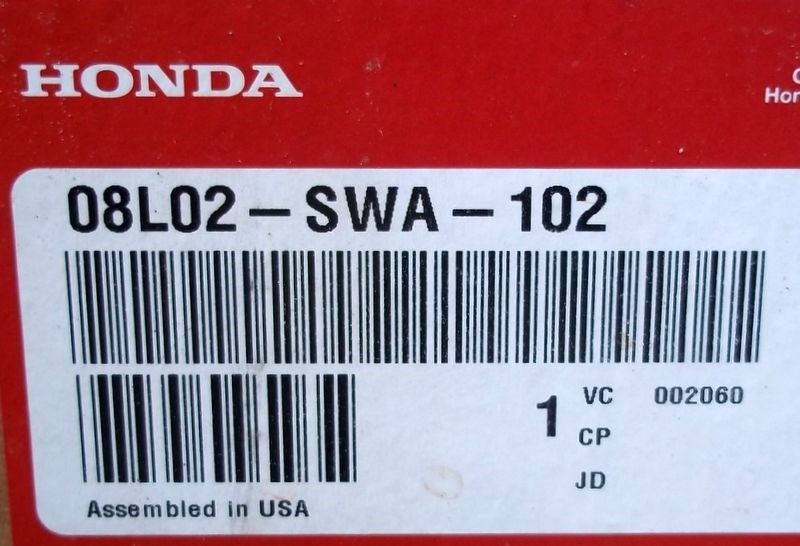 HONDA
08L02-SWA-102
1
VC 002060
CP
JD
Assembled in USA